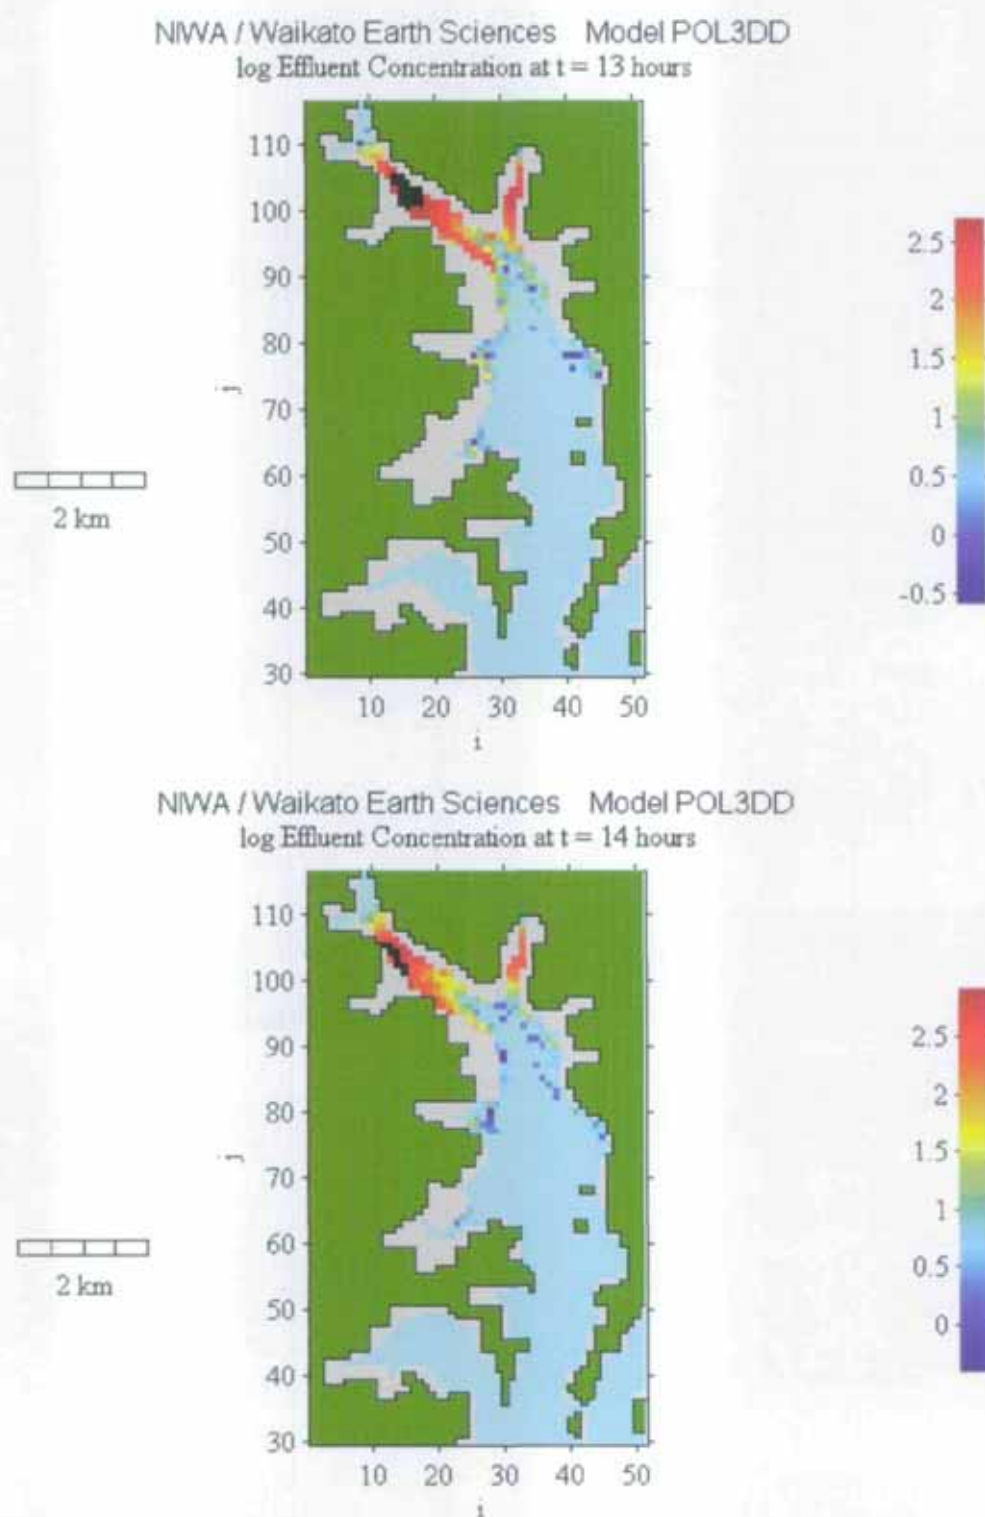 NIWA / Waikato Earth Sciences Model POL3DD
log Effluent Concentration at t = 13 hours
110
100
90
80
70
60
50
40
30
j
10 20 30 40 50
i
2 km
2.5
2
1.5
1
0.5
0
-0.5
NIWA / Waikato Earth Sciences Model POL3DD
log Effluent Concentration at t = 14 hours
110
100
90
80
70
60
50
40
30
j
10 20 30 40 50
i
2 km
2.5
2
1.5
1
0.5
0